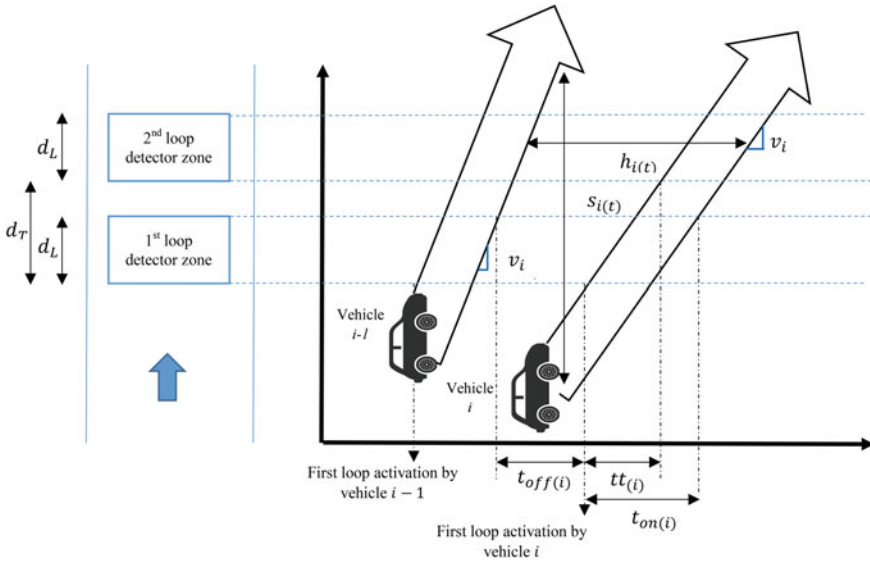 2nd loop
detector zone
d_L
h_i(t)
v_i
s_i(t)
d_T
d_L
1st loop
detector zone
v_i
Vehicle
i-1
Vehicle
i
First loop activation by
vehicle i − 1
t_off(i)
tt_(i)
t_on(i)
First loop activation by
vehicle i